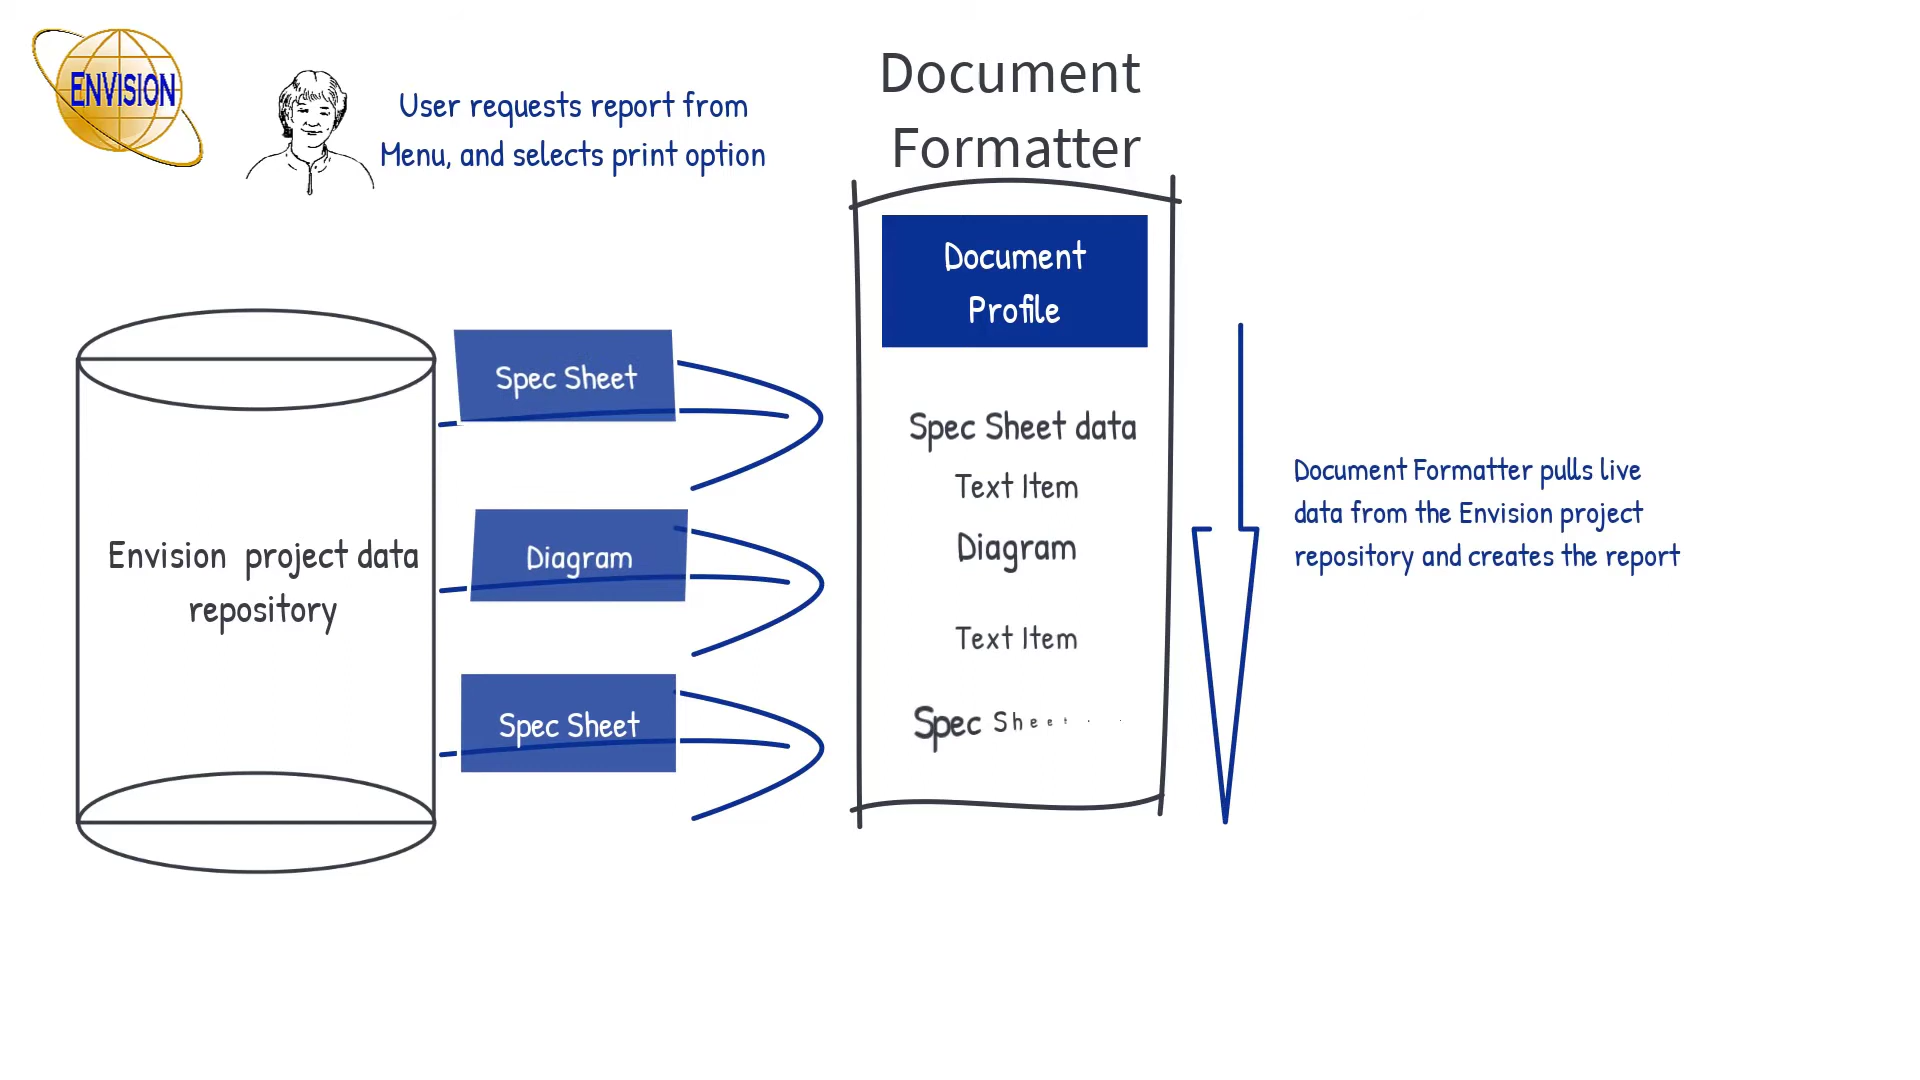 ENVISION
User requests report from
Menu, and selects print option
Document
Formatter
Document
Profile
Spec Sheet
Spec Sheet data
Text Item
Diagram
Diagram
Envision project data
repository
Text Item
Spec Sheet
Spec Sheet
Document Formatter pulls live
data from the Envision project
repository and creates the report